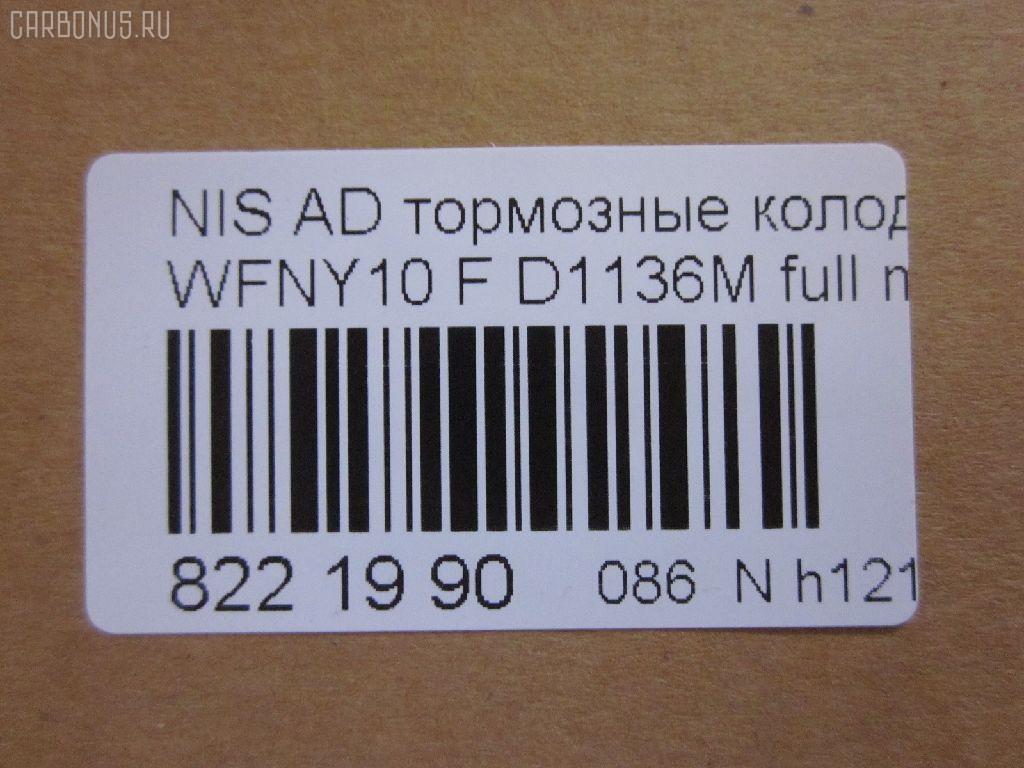 CARBONUS.RU
NIS AD тормозные колод
WFNY10 F D1136M full
822 19 90 086 N h121